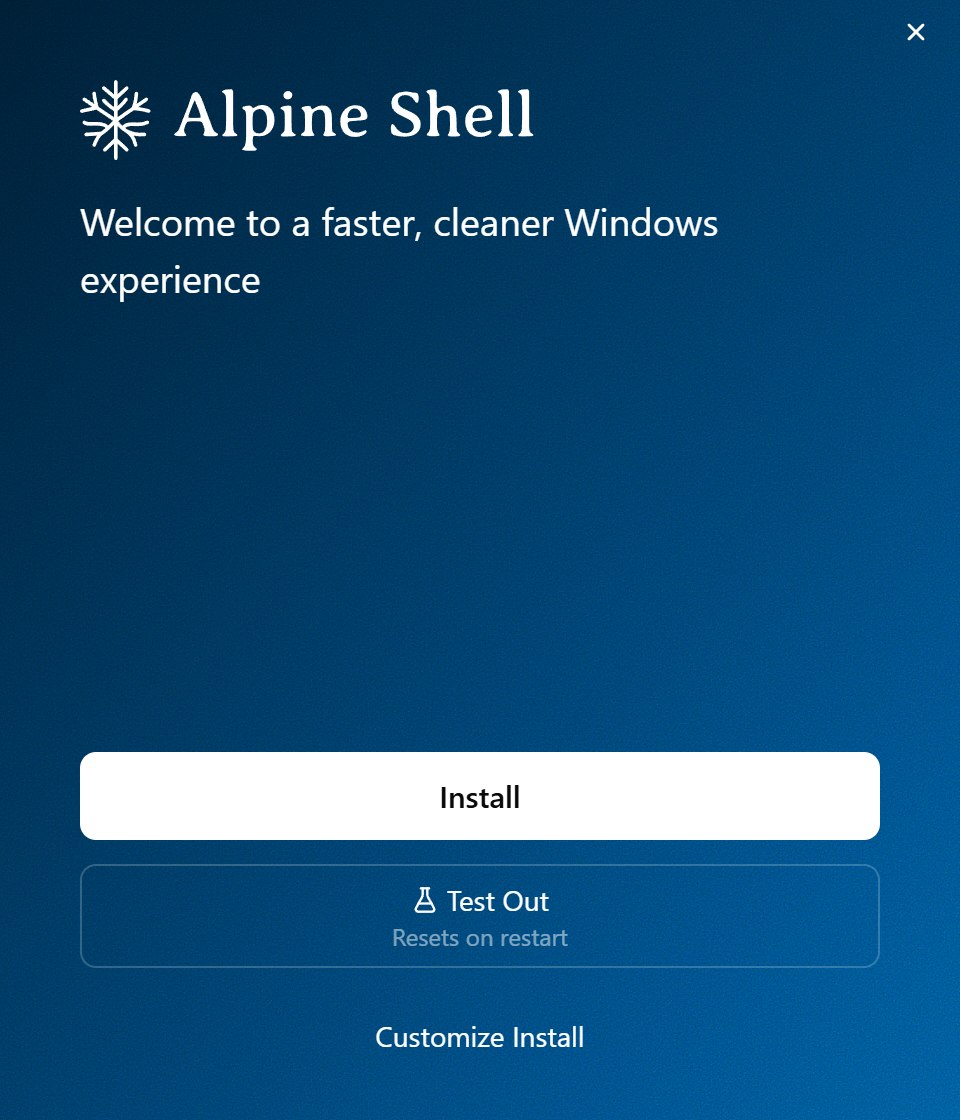 Alpine Shell
Welcome to a faster, cleaner Windows
experience
Install
Test Out
Resets on restart
Customize Install